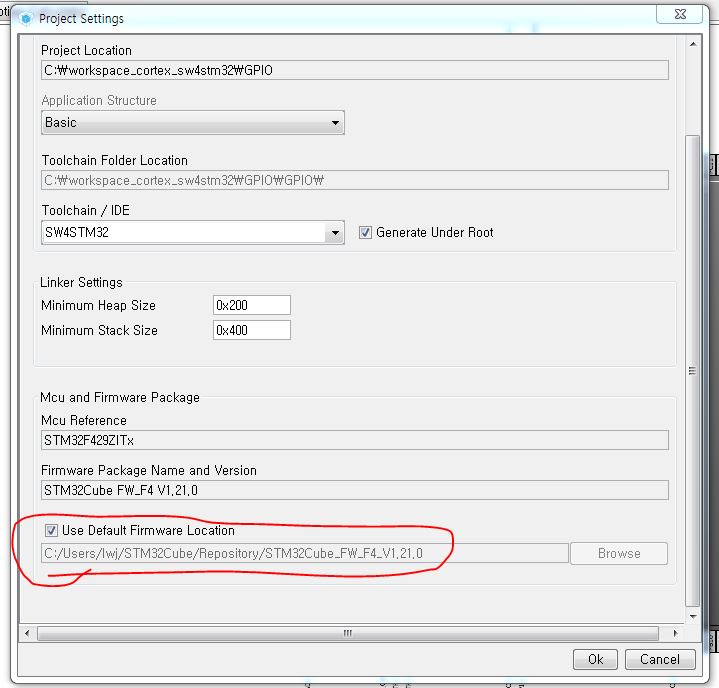 Project Settings
Project Location
C:₩workspace_cortex_sw4stm32₩GPIO
Application Structure
Basic
Toolchain Folder Location
C:₩workspace_cortex_sw4stm32₩GPIO₩GPIO₩
Toolchain / IDE
SW4STM32
Generate Under Root
Linker Settings
Minimum Heap Size 0x200
Minimum Stack Size 0x400
Mcu and Firmware Package
Mcu Reference
STM32F429ZITx
Firmware Package Name and Version
STM32Cube FW_F4 V1.21.0
Use Default Firmware Location
C:/Users/lwj/STM32Cube/Repository/STM32Cube_FW_F4_V1.21.0 Browse
Ok Cancel